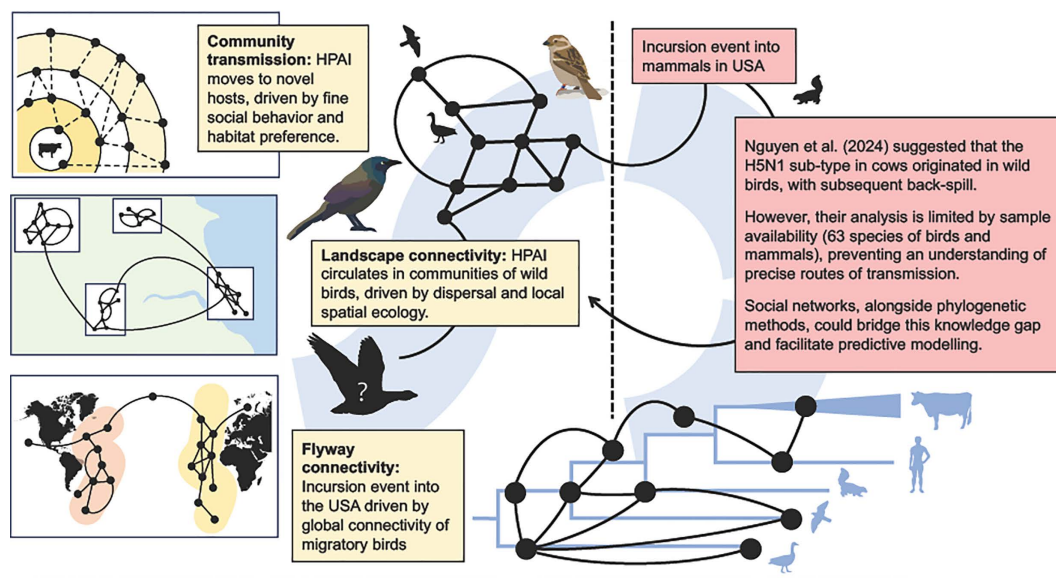 Community
transmission: HPAI
moves to novel
hosts, driven by fine
social behavior and
habitat preference.
Incursion event into
mammals in USA
Nguyen et al. (2024) suggested that the
H5N1 sub-type in cows originated in wild
birds, with subsequent back-spill.
However, their analysis is limited by sample
availability (63 species of birds and
mammals), preventing an understanding of
precise routes of transmission.
Social networks, alongside phylogenetic
methods, could bridge this knowledge gap
and facilitate predictive modelling.
Landscape connectivity: HPAI
circulates in communities of wild
birds, driven by dispersal and local
spatial ecology.
?
Flyway
connectivity:
Incursion event into
the USA driven by
global connectivity of
migratory birds